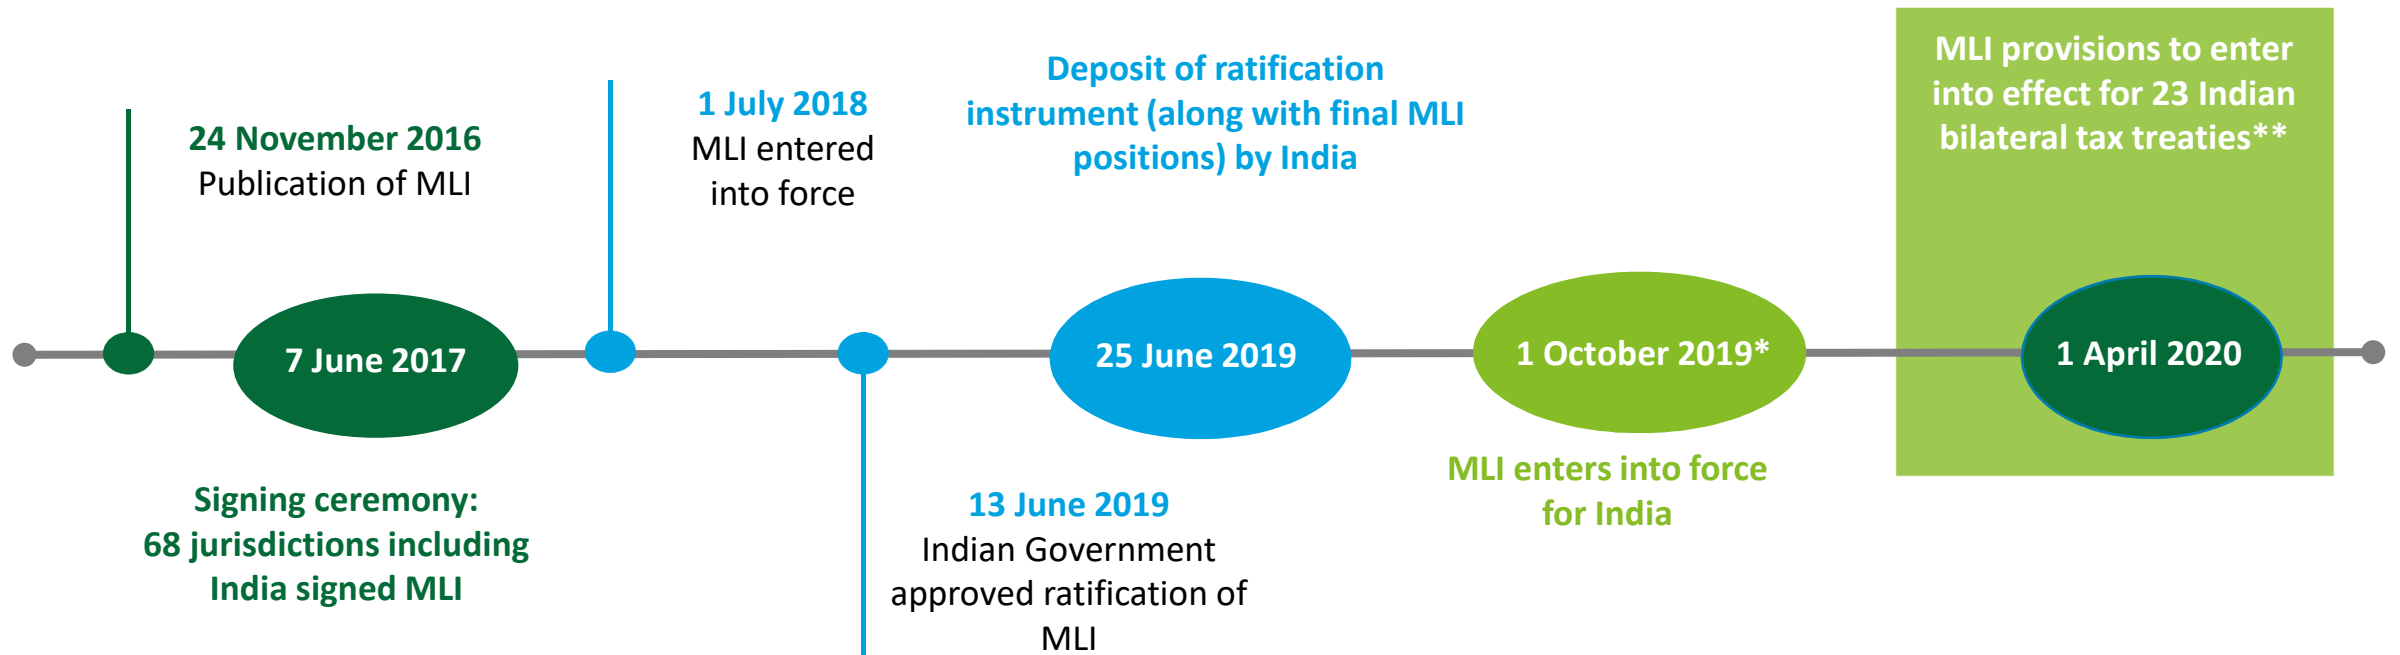 24 November 2016
Publication of MLI
7 June 2017
Signing ceremony:
68 jurisdictions including
India signed MLI
1 July 2018
MLI entered
into force
13 June 2019
Indian Government
approved ratification of
MLI
Deposit of ratification
instrument (along with final MLI
positions) by India
25 June 2019
1 October 2019*
MLI enters into force
for India
MLI provisions to enter
into effect for 23 Indian
bilateral tax treaties**
1 April 2020